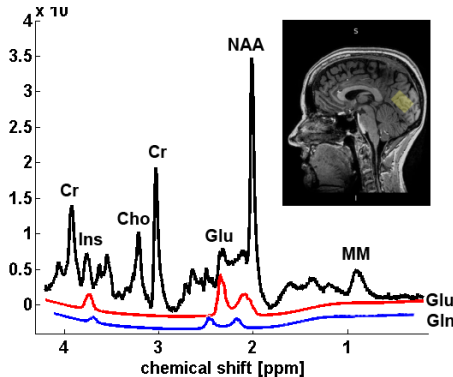 x 10
4
3.5
3
2.5
2
1.5
1
0.5
0
NAA
Cr
Cr
Cho
Ins
Glu
MM
Glu
Gln
S
I
4 3 2 1
chemical shift [ppm]